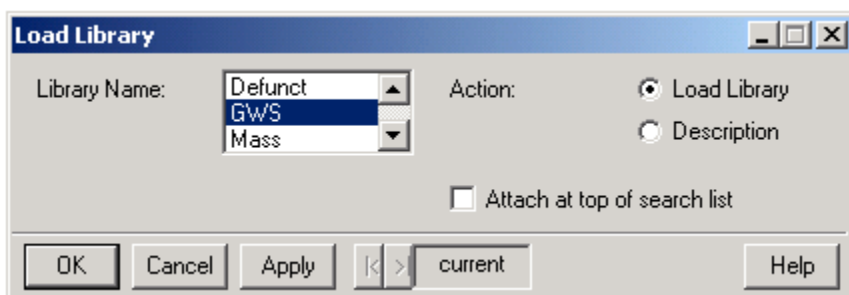 Load Library
Library Name:
Defunct
GWS
Mass
Action:
Load Library
Description
Attach at top of search list
OK Cancel Apply |< >| current Help